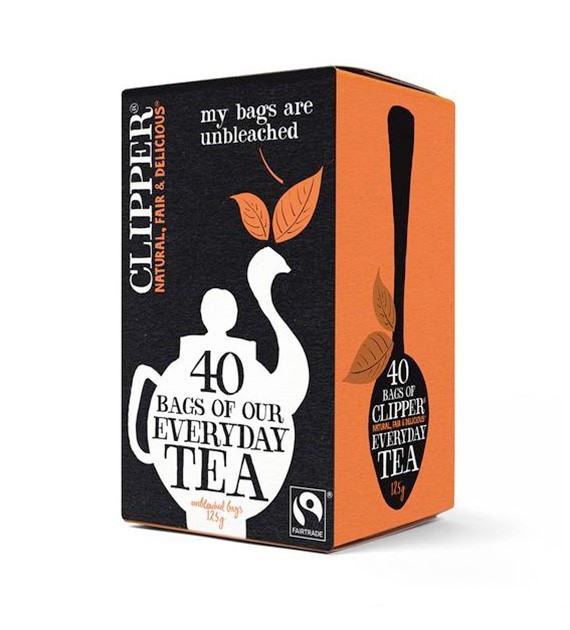 CLIPPER®
NATURAL, FAIR & DELICIOUS®
my bags are
unbleached
40
BAGS OF OUR
EVERYDAY
TEA
unbleached bags
125g
FAIRTRADE
®
40
BAGS OF
CLIPPER®
NATURAL, FAIR & DELICIOUS®
EVERYDAY
TEA
125g